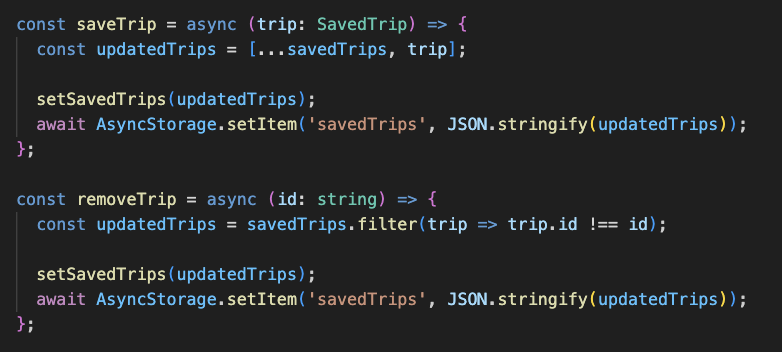 const saveTrip = async (trip: SavedTrip) => {
  const updatedTrips = [...savedTrips, trip];

  setSavedTrips(updatedTrips);
  await AsyncStorage.setItem('savedTrips', JSON.stringify(updatedTrips));
};

const removeTrip = async (id: string) => {
  const updatedTrips = savedTrips.filter(trip => trip.id !== id);

  setSavedTrips(updatedTrips);
  await AsyncStorage.setItem('savedTrips', JSON.stringify(updatedTrips));
};